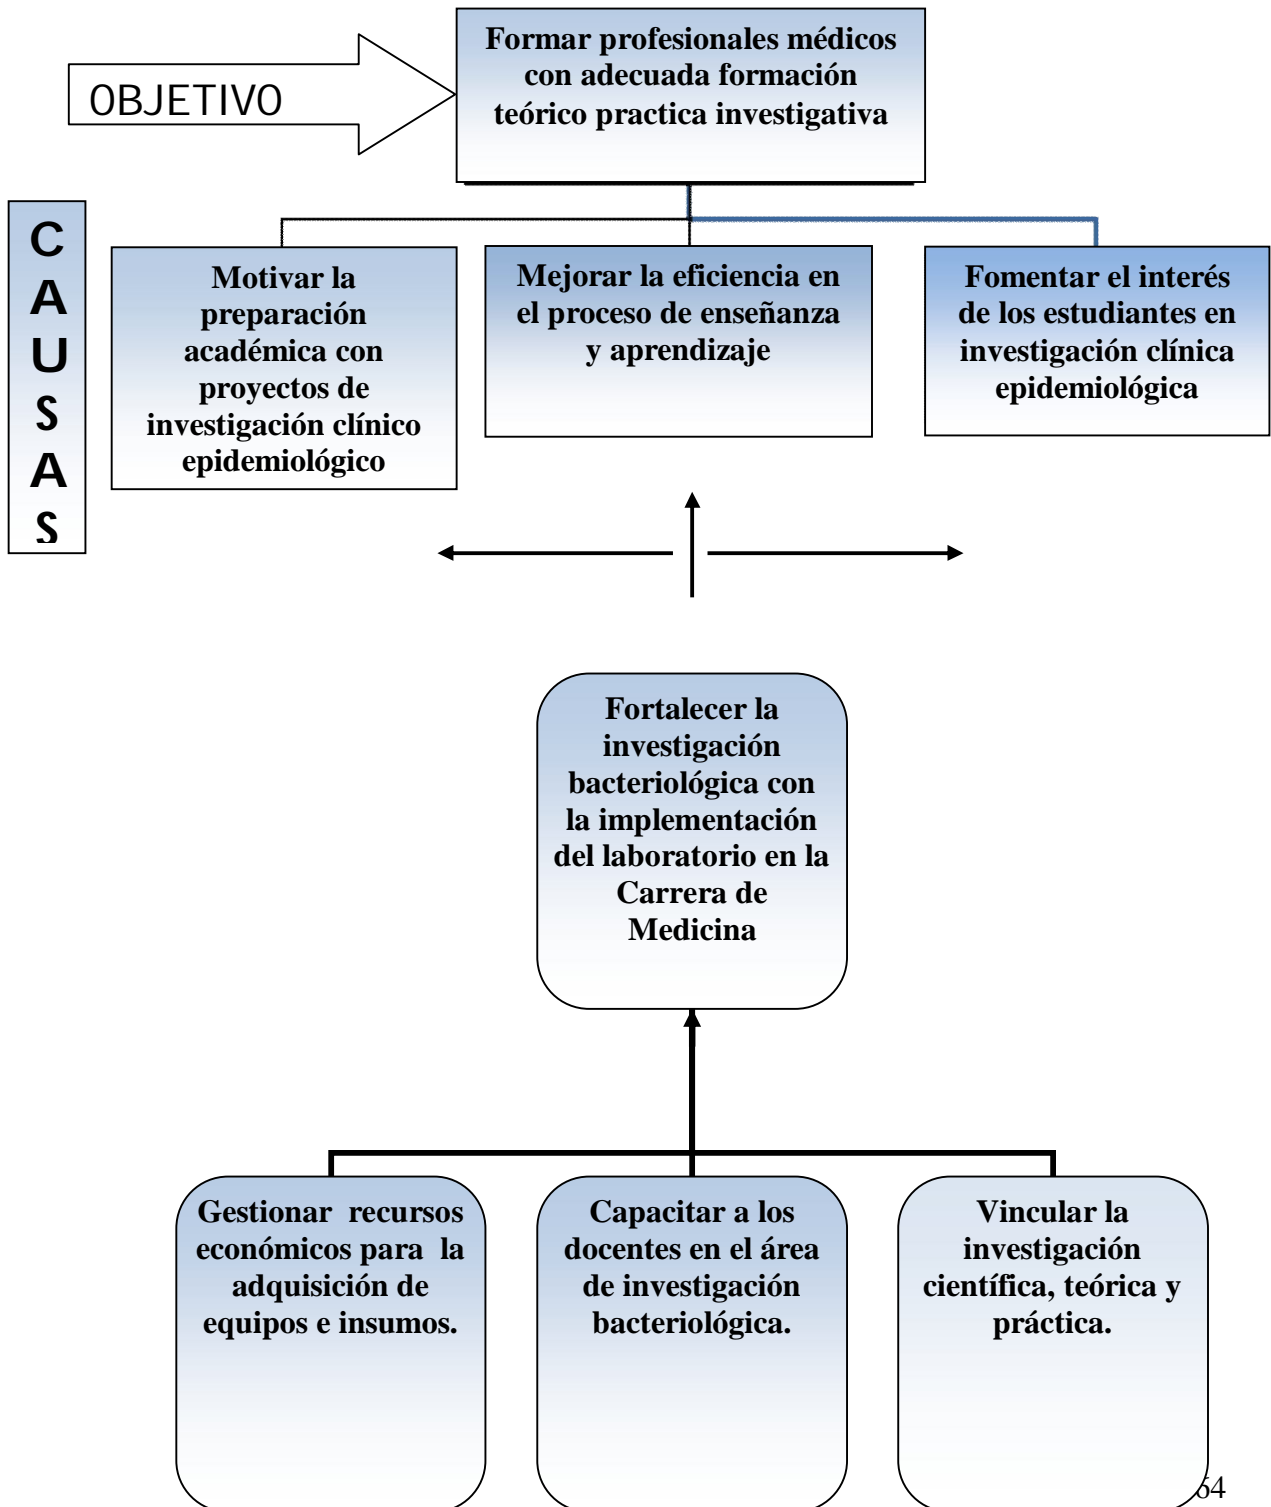 OBJETIVO
Formar profesionales médicos
con adecuada formación
teórico practica investigativa
C
A
U
S
A
S
Motivar la
preparación
académica con
proyectos de
investigación clínico
epidemiológico
Mejorar la eficiencia en
el proceso de enseñanza
y aprendizaje
Fomentar el interés
de los estudiantes en
investigación clínica
epidemiológica
Fortalecer la
investigación
bacteriológica con
la implementación
del laboratorio en la
Carrera de
Medicina
Gestionar  recursos
económicos para  la
adquisición de
equipos e insumos.
Capacitar a los
docentes en el área
de investigación
bacteriológica.
Vincular la
investigación
científica, teórica y
práctica.
64